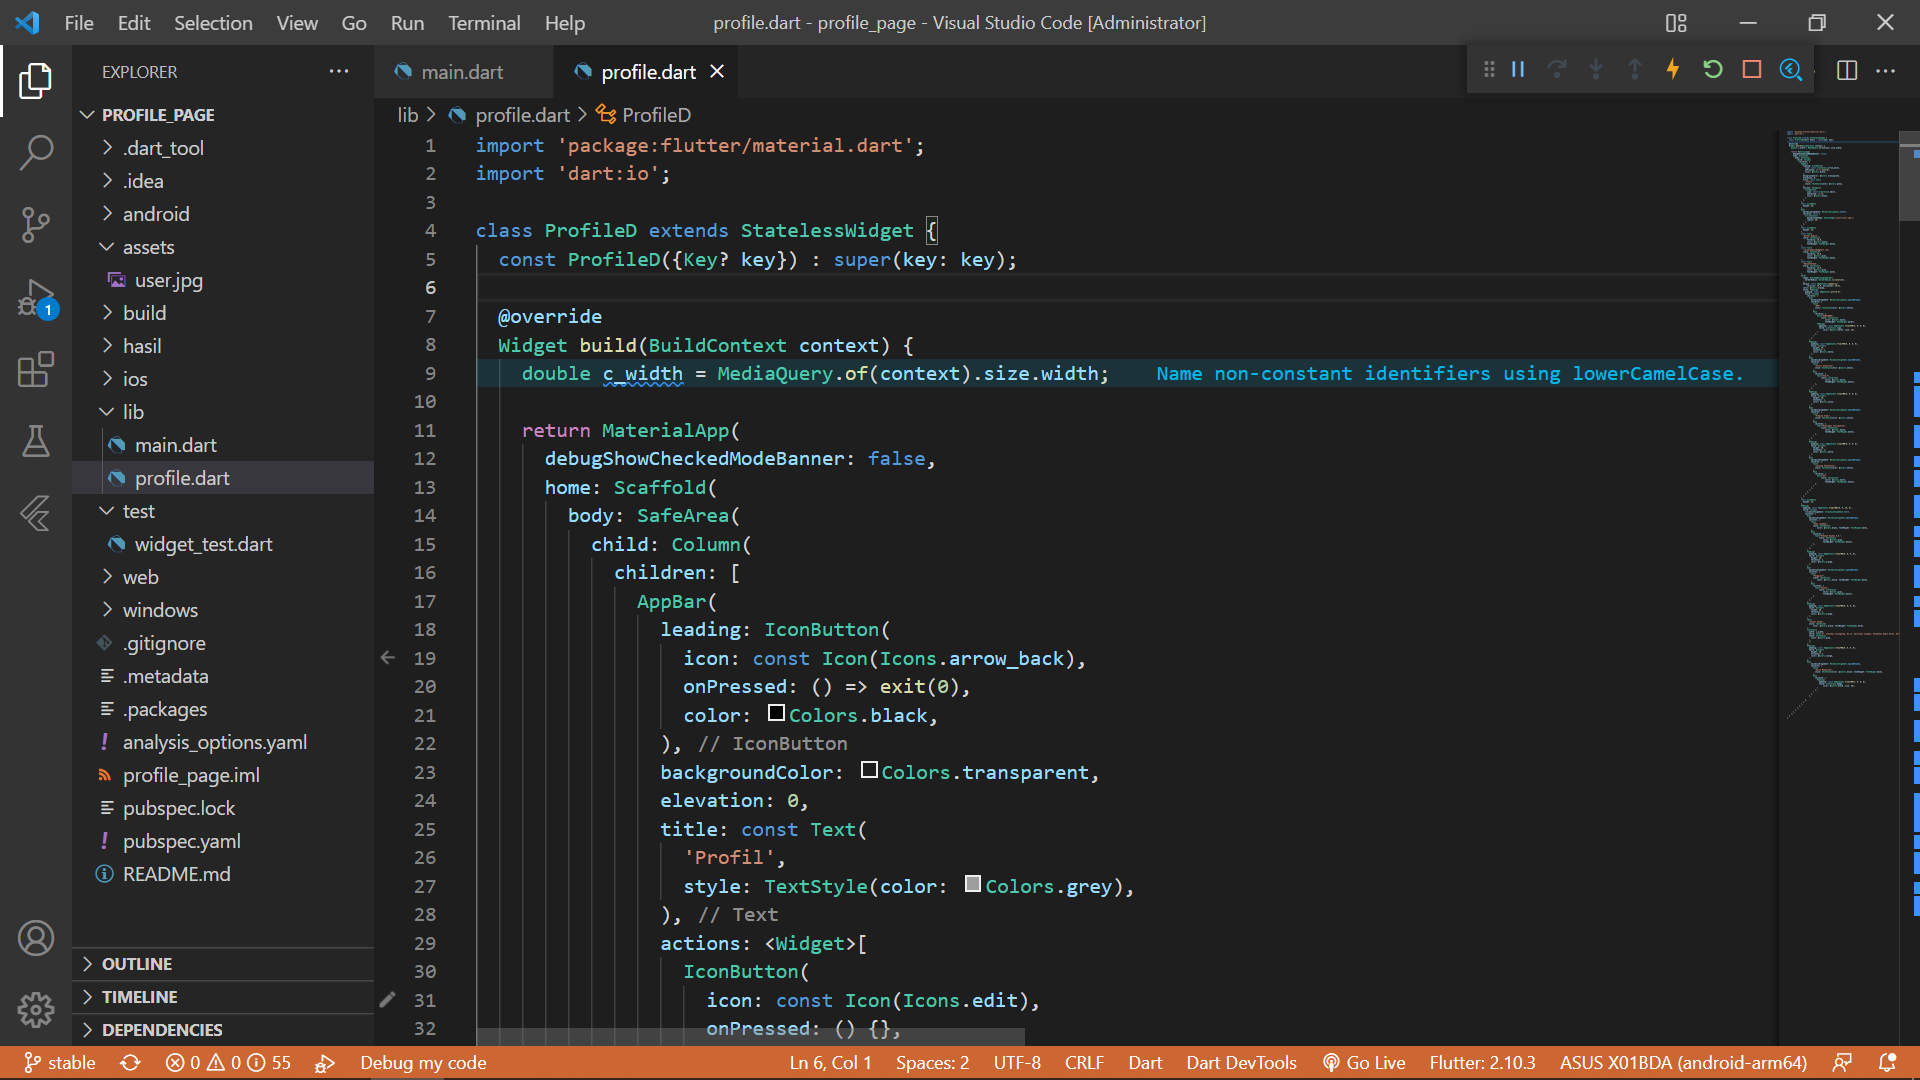 File Edit Selection View Go Run Terminal Help
profile.dart - profile_page - Visual Studio Code [Administrator]
EXPLORER
PROFILE_PAGE
.dart_tool
.idea
android
assets
user.jpg
build
hasil
ios
lib
main.dart
profile.dart
test
widget_test.dart
web
windows
.gitignore
.metadata
.packages
analysis_options.yaml
profile_page.iml
pubspec.lock
pubspec.yaml
README.md
OUTLINE
TIMELINE
DEPENDENCIES
1
main.dart profile.dart
lib > profile.dart > ProfileD
1 import 'package:flutter/material.dart';
2 import 'dart:io';
3
4 class ProfileD extends StatelessWidget {
5 const ProfileD({Key? key}) : super(key: key);
6
7 @override
8 Widget build(BuildContext context) {
9 double c_width = MediaQuery.of(context).size.width; Name non-constant identifiers using lowerCamelCase.
10
11 return MaterialApp(
12 debugShowCheckedModeBanner: false,
13 home: Scaffold(
14 body: SafeArea(
15 child: Column(
16 children: [
17 AppBar(
18 leading: IconButton(
19 icon: const Icon(Icons.arrow_back),
20 onPressed: () => exit(0),
21 color: Colors.black,
22 ), // IconButton
23 backgroundColor: Colors.transparent,
24 elevation: 0,
25 title: const Text(
26 'Profil',
27 style: TextStyle(color: Colors.grey),
28 ), // Text
29 actions: <Widget>[
30 IconButton(
31 icon: const Icon(Icons.edit),
32 onPressed: () {},
stable 0 0 55 Debug my code Ln 6, Col 1 Spaces: 2 UTF-8 CRLF Dart Dart DevTools Go Live Flutter: 2.10.3 ASUS X01BDA (android-arm64)